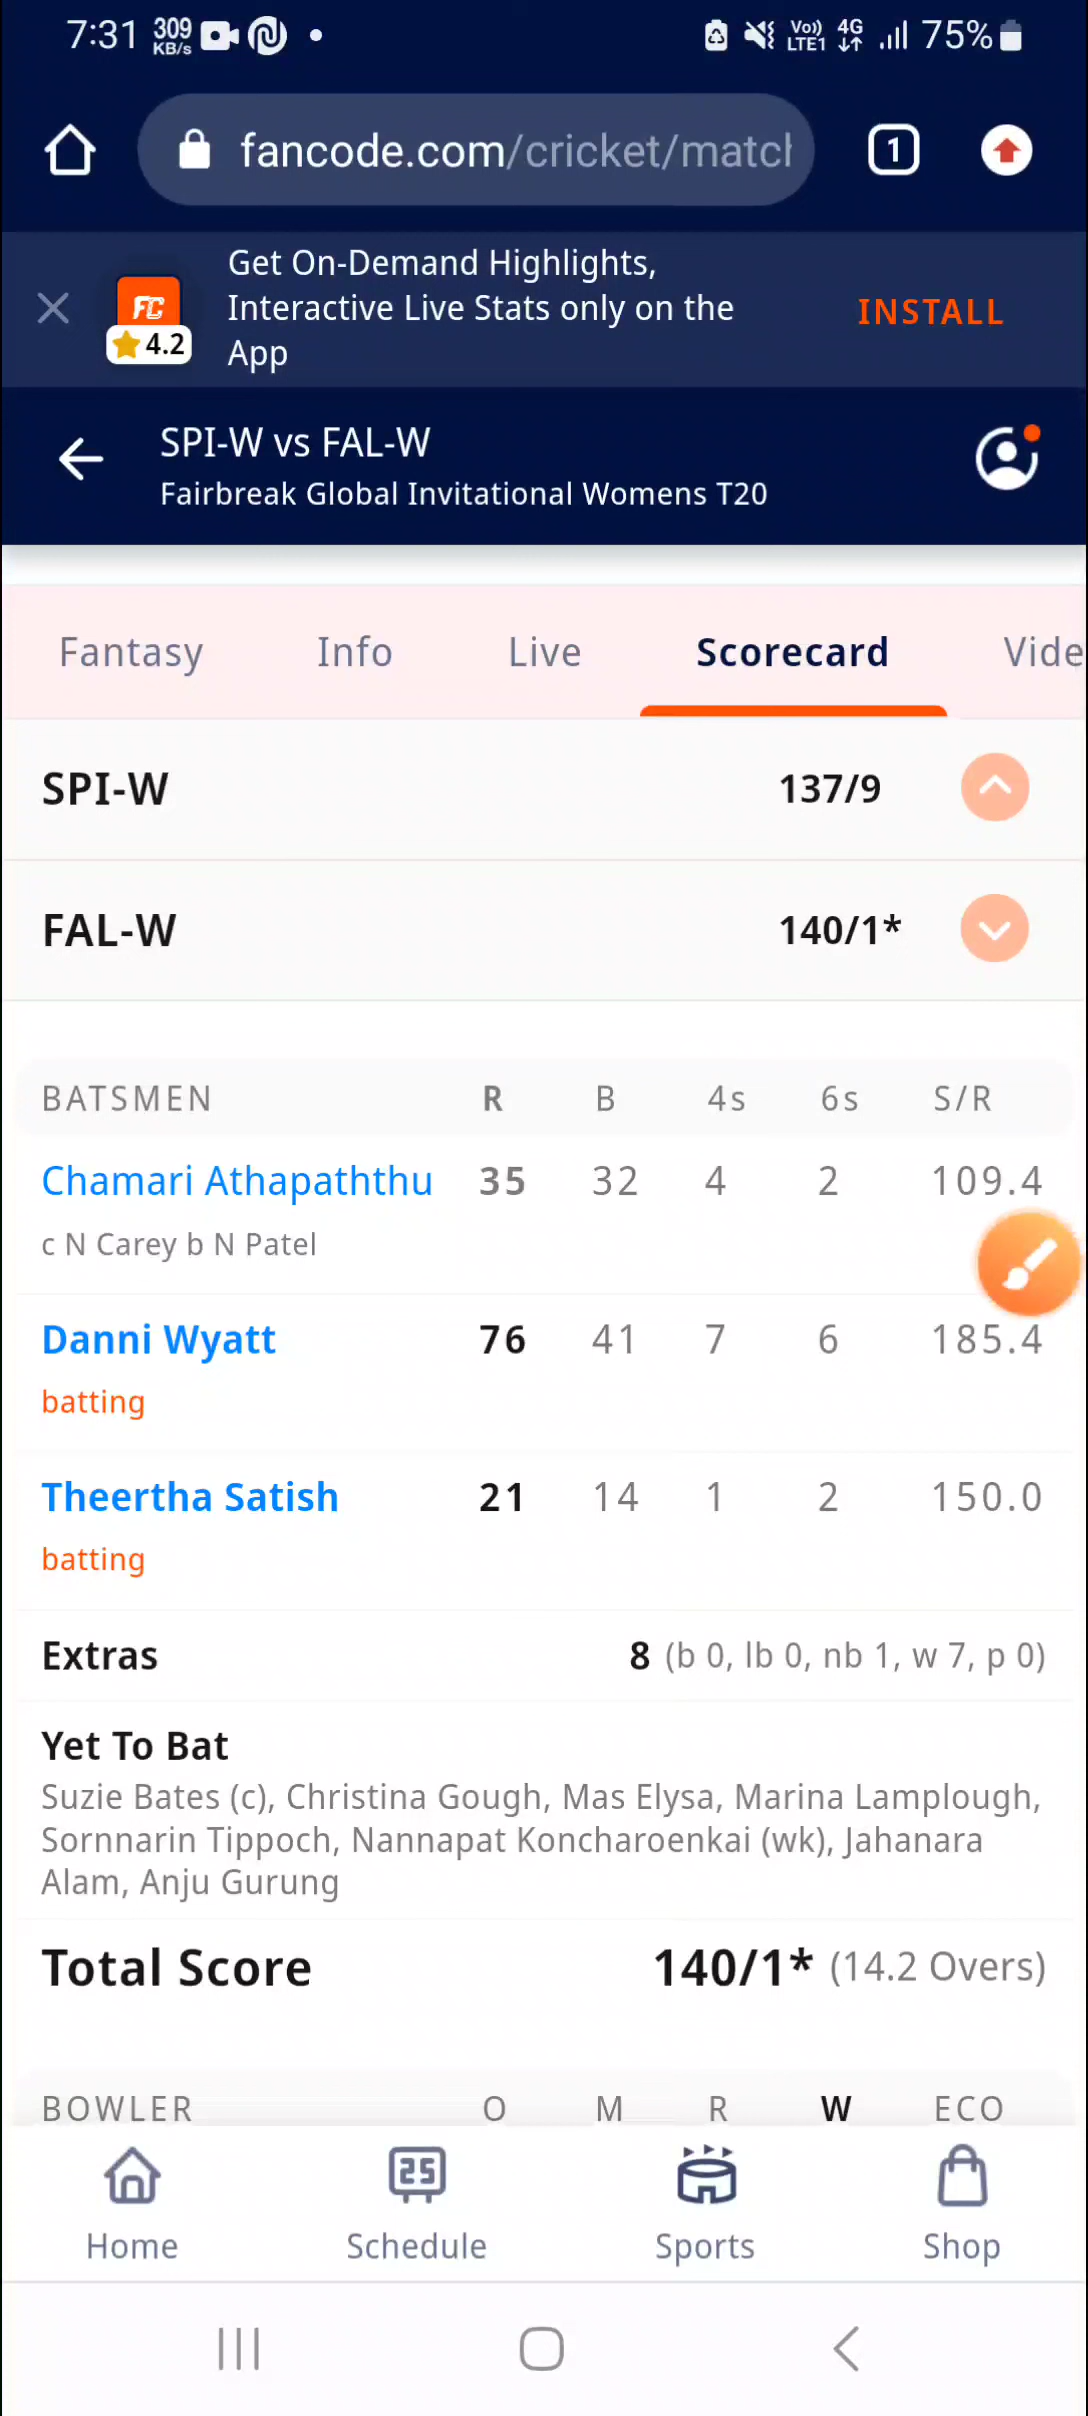 7:31 309 KB/s Vo)) LTE1 4G 75%
fancode.com/cricket/matcl 1
Get On-Demand Highlights,
Interactive Live Stats only on the
App
INSTALL
FC
4.2
SPI-W vs FAL-W
Fairbreak Global Invitational Womens T20
Fantasy Info Live Scorecard Vide
SPI-W 137/9
FAL-W 140/1*
BATSMEN R B 4s 6s S/R
Chamari Athapaththu 35 32 4 2 109.4
c N Carey b N Patel
Danni Wyatt 76 41 7 6 185.4
batting
Theertha Satish 21 14 1 2 150.0
batting
Extras 8 (b 0, lb 0, nb 1, w 7, p 0)
Yet To Bat
Suzie Bates (c), Christina Gough, Mas Elysa, Marina Lamplough,
Sornnarin Tippoch, Nannapat Koncharoenkai (wk), Jahanara
Alam, Anju Gurung
Total Score 140/1* (14.2 Overs)
BOWLER O M R W ECO
25
Home Schedule Sports Shop